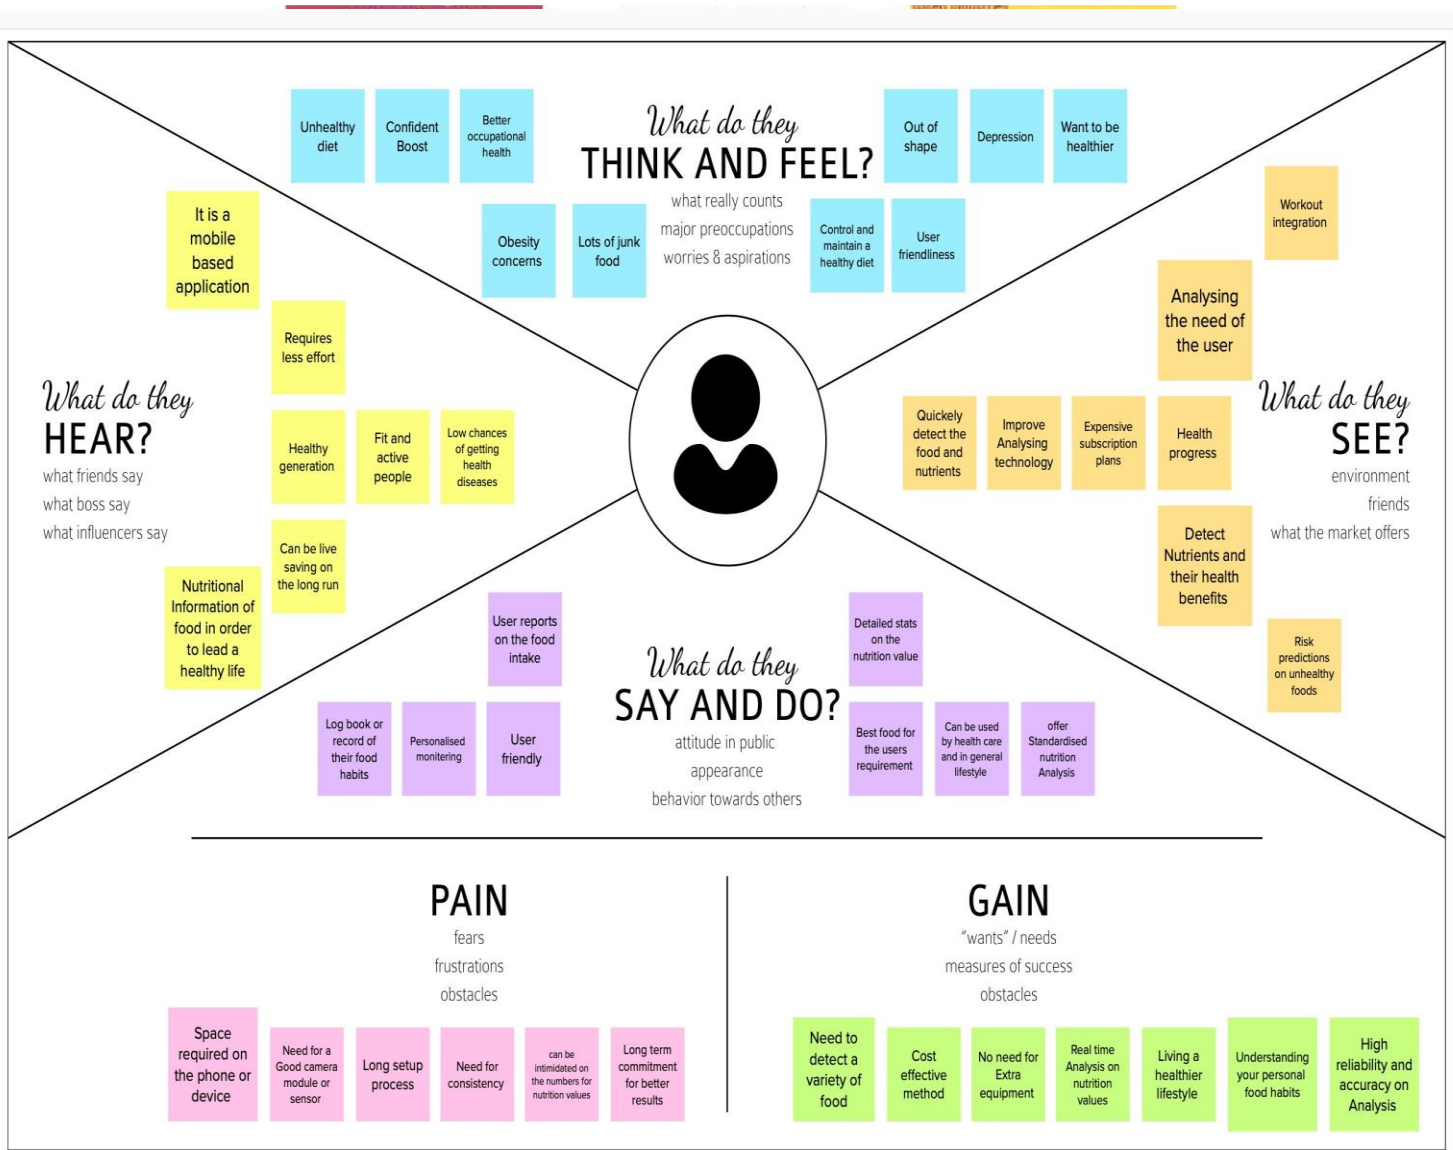 Unhealthy
diet
Confident
Boost
Better
occupational
health
What do they
THINK AND FEEL?
what really counts
major preoccupations
worries & aspirations
Out of
shape
Depression
Want to be
healthier
Obesity
concerns
Lots of junk
food
Control and
maintain a
healthy diet
User
friendliness
It is a
mobile
based
application
Requires
less effort
What do they
HEAR?
what friends say
what boss say
what influencers say
Healthy
generation
Fit and
active
people
Low chances
of getting
health
diseases
Can be live
saving on
the long run
Nutritional
Information of
food in order
to lead a
healthy life
Workout
integration
Analysing
the need of
the user
What do they
SEE?
environment
friends
what the market offers
Quickely
detect the
food and
nutrients
Improve
Analysing
technology
Expensive
subscription
plans
Health
progress
Detect
Nutrients and
their health
benefits
Risk
predictions
on unhealthy
foods
User reports
on the food
intake
Log book or
record of
their food
habits
Personalised
monitering
User
friendly
What do they
SAY AND DO?
attitude in public
appearance
behavior towards others
Detailed stats
on the
nutrition value
Best food for
the users
requirement
Can be used
by health care
and in general
lifestyle
offer
Standardised
nutrition
Analysis
PAIN
fears
frustrations
obstacles
Space
required on
the phone or
device
Need for a
Good camera
module or
sensor
Long setup
process
Need for
consistency
can be
intimidated on
the numbers for
nutrition values
Long term
commitment
for better
results
GAIN
"wants" / needs
measures of success
obstacles
Need to
detect a
variety of
food
Cost
effective
method
No need for
Extra
equipment
Real time
Analysis on
nutrition
values
Living a
healthier
lifestyle
Understanding
your personal
food habits
High
reliability and
accuracy on
Analysis